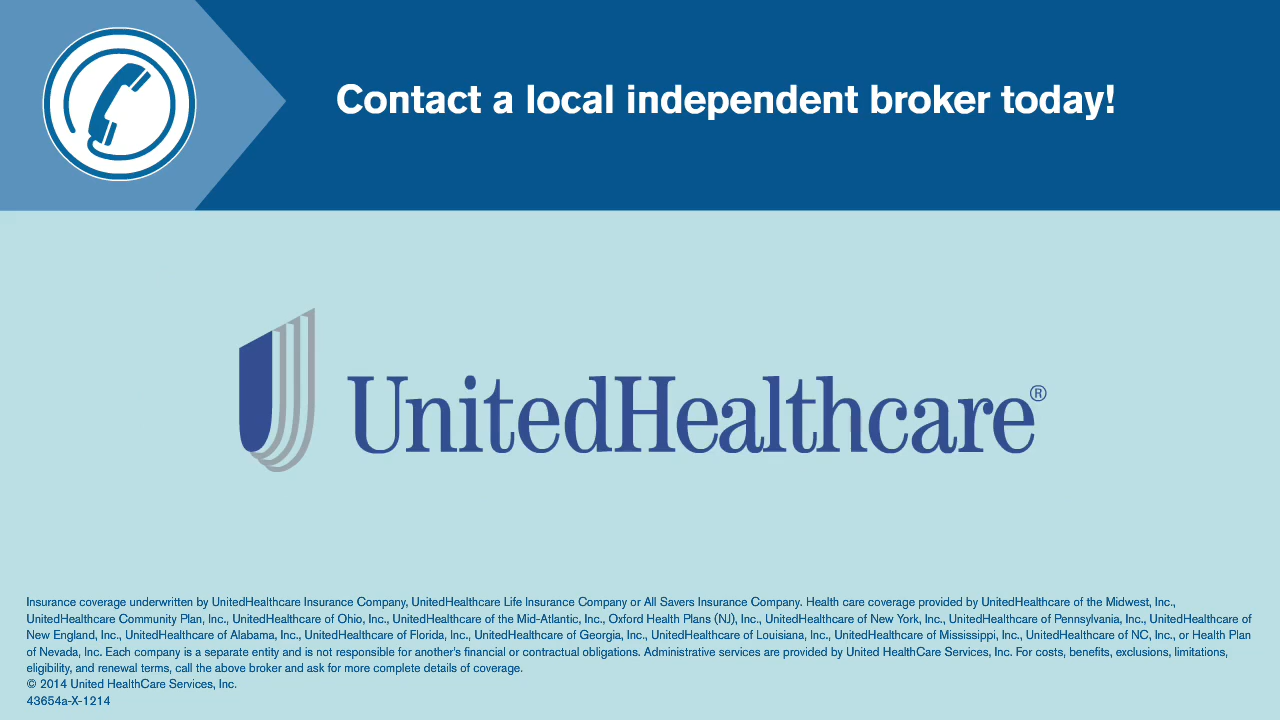 Contact a local independent broker today!
UnitedHealthcare®
Insurance coverage underwritten by UnitedHealthcare Insurance Company, UnitedHealthcare Life Insurance Company or All Savers Insurance Company. Health care coverage provided by UnitedHealthcare of the Midwest, Inc.,
UnitedHealthcare Community Plan, Inc., UnitedHealthcare of Ohio, Inc., UnitedHealthcare of the Mid-Atlantic, Inc., Oxford Health Plans (NJ), Inc., UnitedHealthcare of New York, Inc., UnitedHealthcare of Pennsylvania, Inc., UnitedHealthcare of
New England, Inc., UnitedHealthcare of Alabama, Inc., UnitedHealthcare of Florida, Inc., UnitedHealthcare of Georgia, Inc., UnitedHealthcare of Louisiana, Inc., UnitedHealthcare of Mississippi, Inc., UnitedHealthcare of NC, Inc., or Health Plan
of Nevada, Inc. Each company is a separate entity and is not responsible for another's financial or contractual obligations. Administrative services are provided by United HealthCare Services, Inc. For costs, benefits, exclusions, limitations,
eligibility, and renewal terms, call the above broker and ask for more complete details of coverage.
© 2014 United HealthCare Services, Inc.
43654a-X-1214